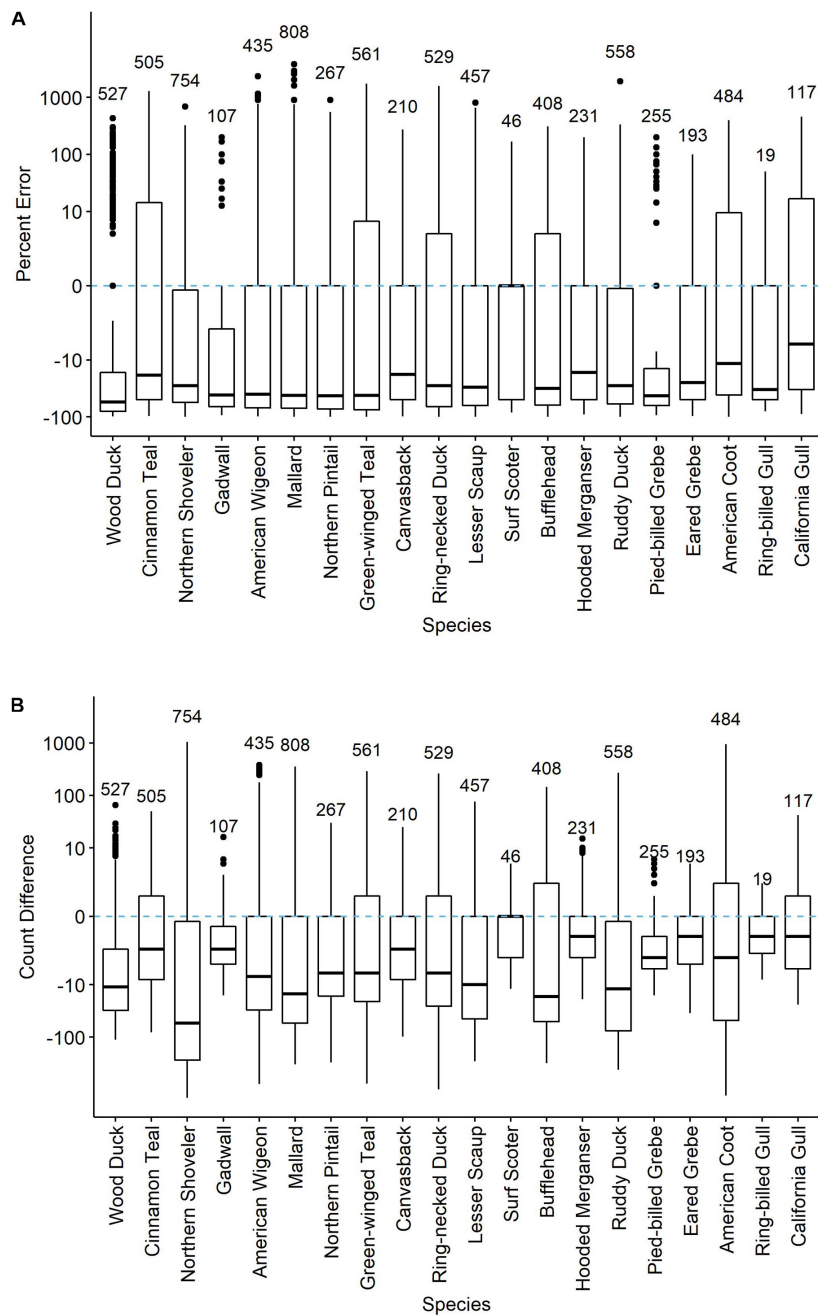 A
808
435
561
558
505
529
267
457
484
754
408
117
527
255
107
210
231
193
46
19
1000
100
10
0
-10
-100
Percent Error
Wood Duck
Cinnamon Teal
Northern Shoveler
Gadwall
American Wigeon
Mallard
Northern Pintail
Green-winged Teal
Canvasback
Ring-necked Duck
Lesser Scaup
Surf Scoter
Bufflehead
Hooded Merganser
Ruddy Duck
Pied-billed Grebe
Eared Grebe
American Coot
Ring-billed Gull
California Gull
Species
B
754
484
435
808
561
529
558
408
527
505
457
267
210
117
107
231
46
255
193
19
1000
100
10
0
-10
-100
Count Difference
Wood Duck
Cinnamon Teal
Northern Shoveler
Gadwall
American Wigeon
Mallard
Northern Pintail
Green-winged Teal
Canvasback
Ring-necked Duck
Lesser Scaup
Surf Scoter
Bufflehead
Hooded Merganser
Ruddy Duck
Pied-billed Grebe
Eared Grebe
American Coot
Ring-billed Gull
California Gull
Species